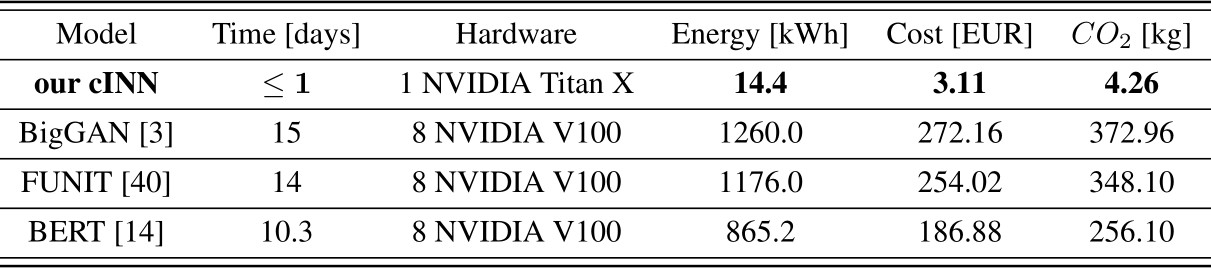 Model Time [days] Hardware Energy [kWh] Cost [EUR] CO₂ [kg]
our cINN ≤ 1 1 NVIDIA Titan X 14.4 3.11 4.26
BigGAN [3] 15 8 NVIDIA V100 1260.0 272.16 372.96
FUNIT [40] 14 8 NVIDIA V100 1176.0 254.02 348.10
BERT [14] 10.3 8 NVIDIA V100 865.2 186.88 256.10